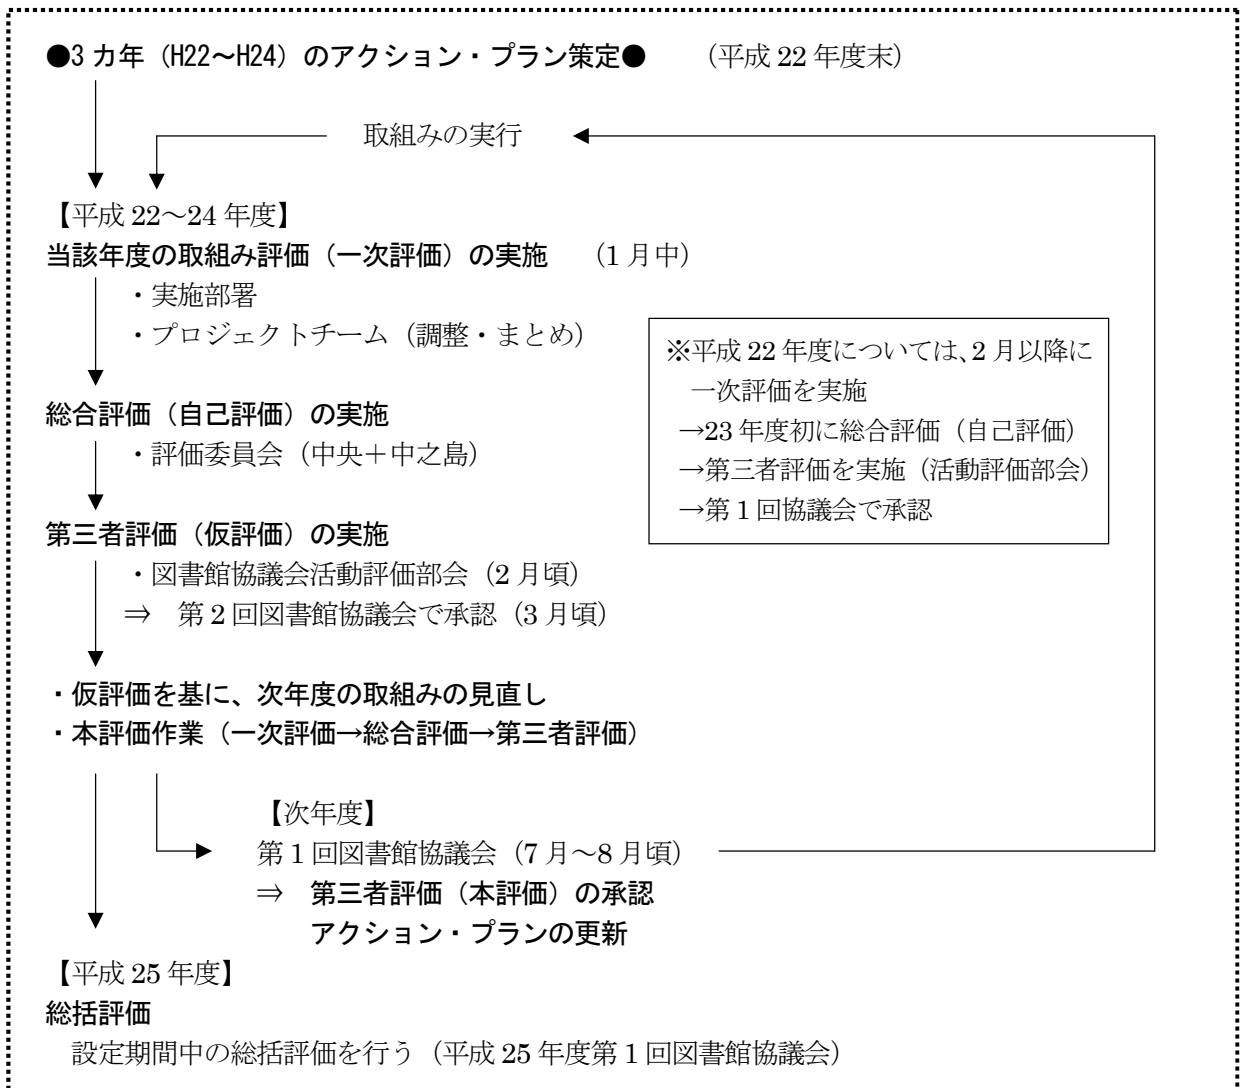 ●3カ年（H22～H24）のアクション・プラン策定● （平成 22 年度末）
取組みの実行
【平成 22～24 年度】
当該年度の取組み評価（一次評価）の実施 （1 月中）
・実施部署
・プロジェクトチーム（調整・まとめ）
※平成 22 年度については、2 月以降に
一次評価を実施
→23 年度初に総合評価（自己評価）
→第三者評価を実施（活動評価部会）
→第 1 回協議会で承認
総合評価（自己評価）の実施
・評価委員会（中央＋中之島）
第三者評価（仮評価）の実施
・図書館協議会活動評価部会（2 月頃）
⇒ 第 2 回図書館協議会で承認（3 月頃）
・仮評価を基に、次年度の取組みの見直し
・本評価作業（一次評価→総合評価→第三者評価）
【次年度】
第 1 回図書館協議会（7 月～8 月頃）
⇒ 第三者評価（本評価）の承認
アクション・プランの更新
【平成 25 年度】
総括評価
設定期間中の総括評価を行う（平成 25 年度第 1 回図書館協議会）